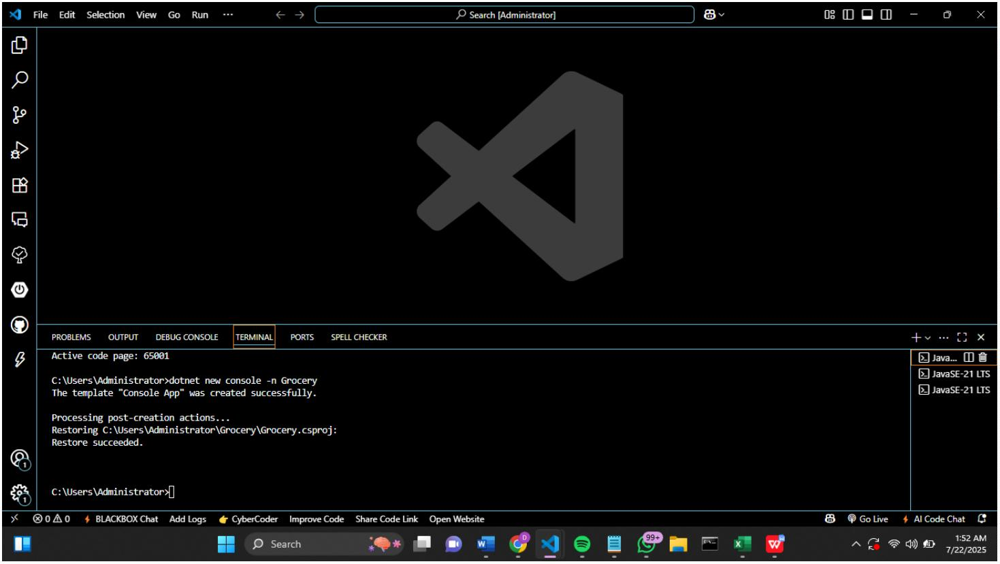 File Edit Selection View Go Run ...
Search [Administrator]
PROBLEMS OUTPUT DEBUG CONSOLE TERMINAL PORTS SPELL CHECKER
Active code page: 65001
C:\Users\Administrator>dotnet new console -n Grocery
The template "Console App" was created successfully.
Processing post-creation actions...
Restoring C:\Users\Administrator\Grocery\Grocery.csproj:
Restore succeeded.
C:\Users\Administrator>
Java...
JavaSE-21 LTS
JavaSE-21 LTS
1
1
0 0 BLACKBOX Chat Add Logs CyberCoder Improve Code Share Code Link Open Website Go Live AI Code Chat
Search
D
99+
W
X
W
1:52 AM
7/22/2025